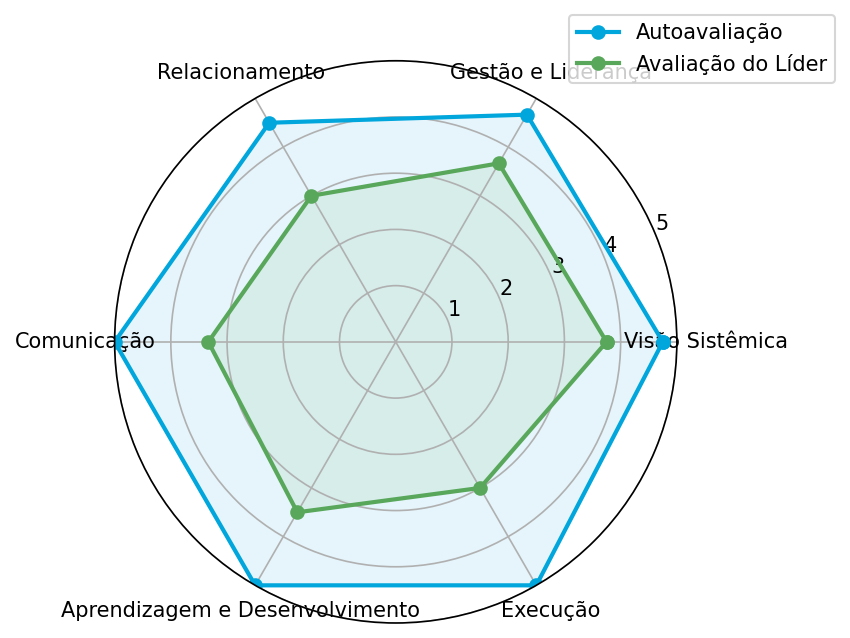 Autoavaliação
Avaliação do Líder
Relacionamento
Gestão e Liderança
5
4
3
2
1
Comunicação
Visão Sistêmica
Aprendizagem e Desenvolvimento
Execução